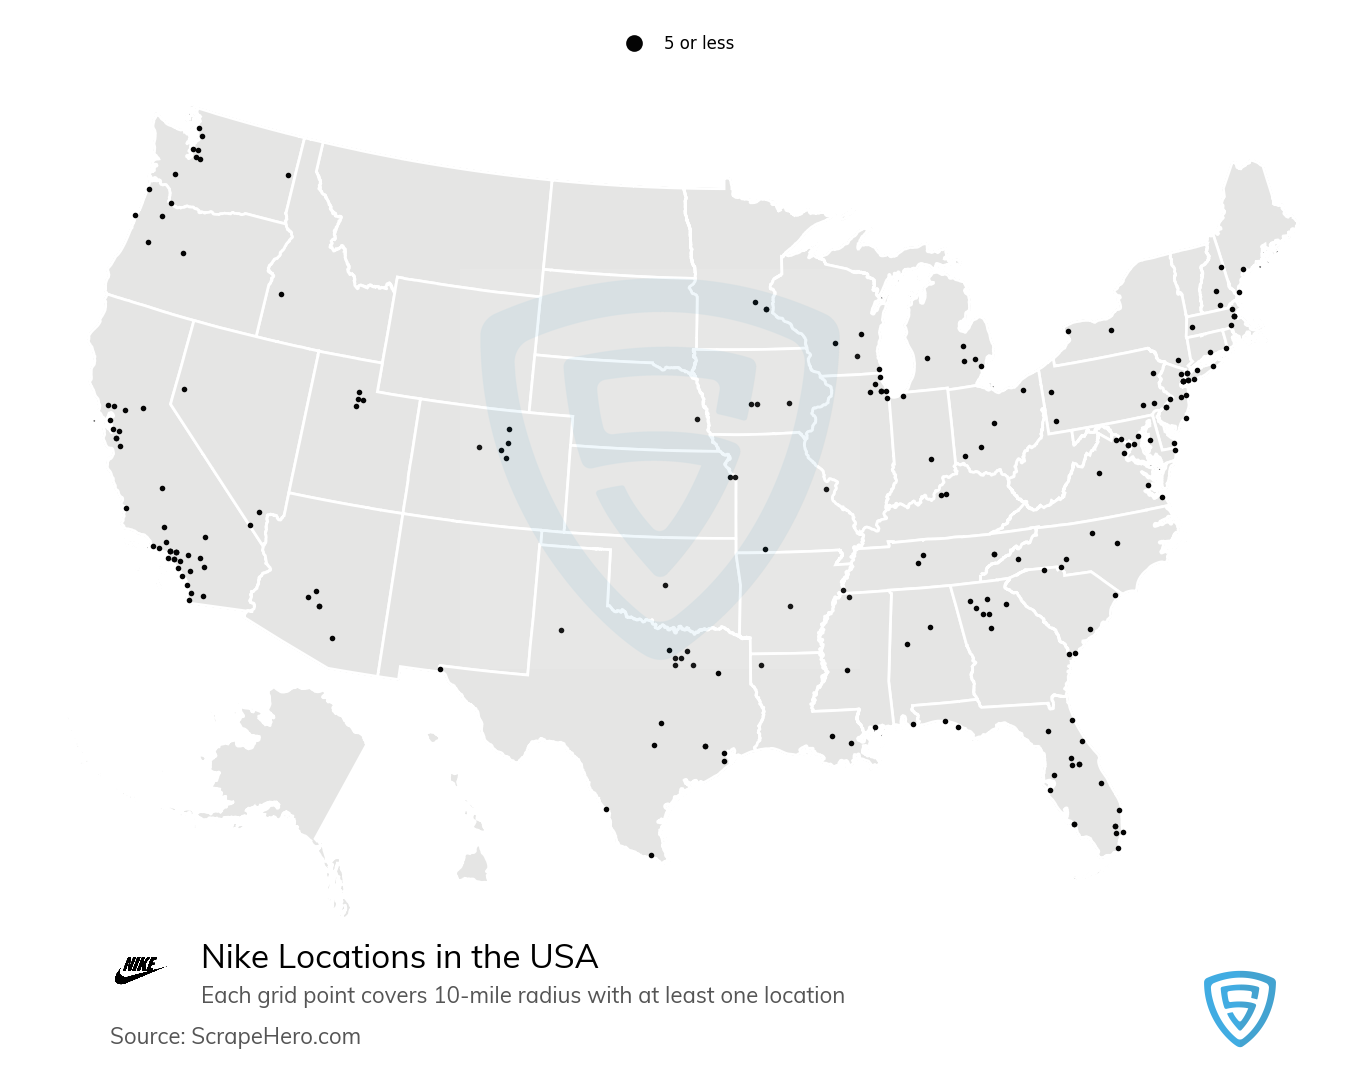 5 or less
NIKE
Nike Locations in the USA
Each grid point covers 10-mile radius with at least one location
Source: ScrapeHero.com